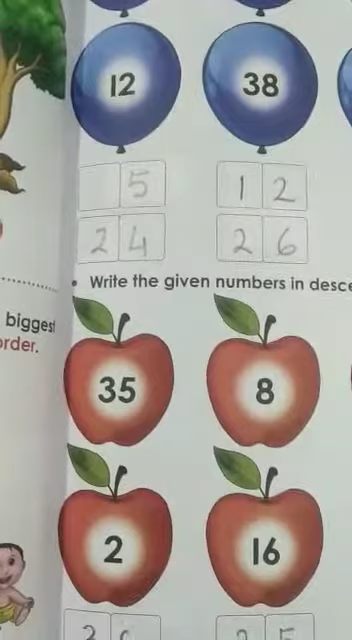 12 38
5 1 2
2 4 2 6
• Write the given numbers in desce
biggest
order.
35 8
2 16